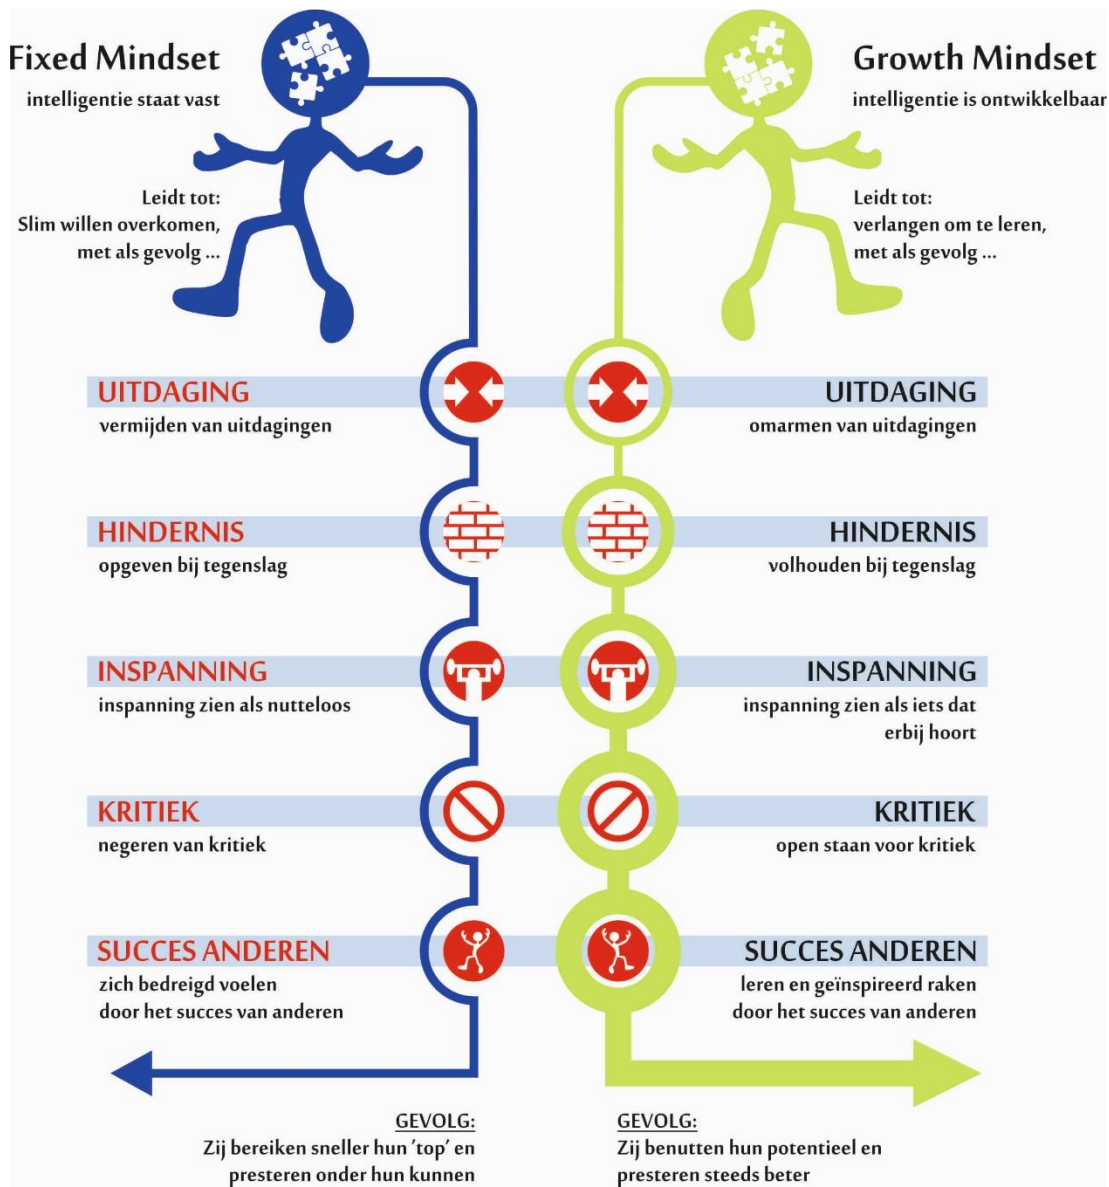 Fixed Mindset
intelligentie staat vast
Leidt tot:
Slim willen overkomen,
met als gevolg ...
Growth Mindset
intelligentie is ontwikkelbaar
Leidt tot:
verlangen om te leren,
met als gevolg ...
UITDAGING
vermijden van uitdagingen
UITDAGING
omarmen van uitdagingen
HINDERNIS
opgeven bij tegenslag
HINDERNIS
volhouden bij tegenslag
INSPANNING
inspanning zien als nutteloos
INSPANNING
inspanning zien als iets dat
erbij hoort
KRITIEK
negeren van kritiek
KRITIEK
open staan voor kritiek
SUCCES ANDEREN
zich bedreigd voelen
door het succes van anderen
SUCCES ANDEREN
leren en geïnspireerd raken
door het succes van anderen
GEVOLG:
Zij bereiken sneller hun 'top' en
presteren onder hun kunnen
GEVOLG:
Zij benutten hun potentieel en
presteren steeds beter